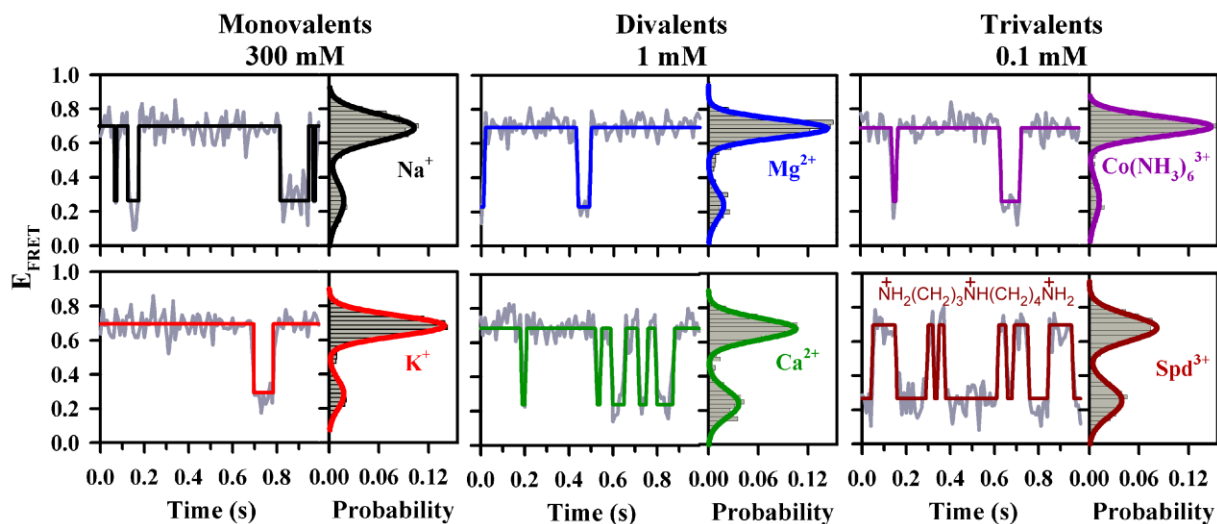 Monovalents
300 mM
Divalents
1 mM
Trivalents
0.1 mM
E_FRET
1.0
0.8
0.6
0.4
0.2
0.0
Na⁺
Mg²⁺
Co(NH₃)₆³⁺
1.0
0.8
0.6
0.4
0.2
0.0
K⁺
Ca²⁺
N̟H₂(CH₂)₃N̟H(CH₂)₄N̟H₂
Spd³⁺
0.0 0.2 0.4 0.6 0.8 0.00 0.06 0.12
0.0 0.2 0.4 0.6 0.8 0.00 0.06 0.12
0.0 0.2 0.4 0.6 0.8 0.00 0.06 0.12
Time (s) Probability
Time (s) Probability
Time (s) Probability